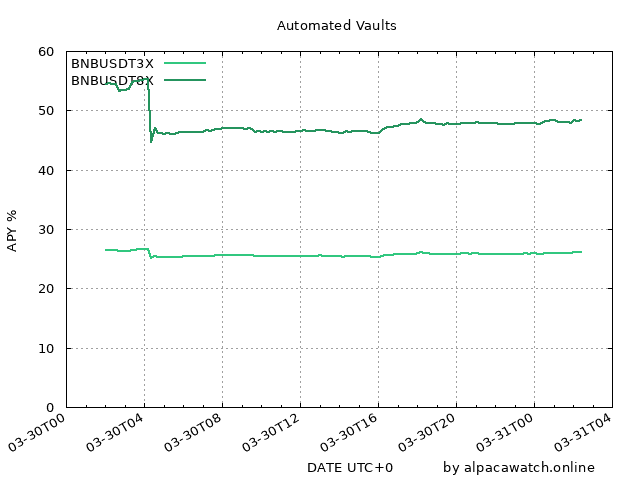 Automated Vaults
BNBUSDT3X
BNBUSDT8X
APY %
60
50
40
30
20
10
0
03-30T00
03-30T04
03-30T08
03-30T12
03-30T16
03-30T20
03-31T00
03-31T04
DATE UTC+0
by alpacawatch.online